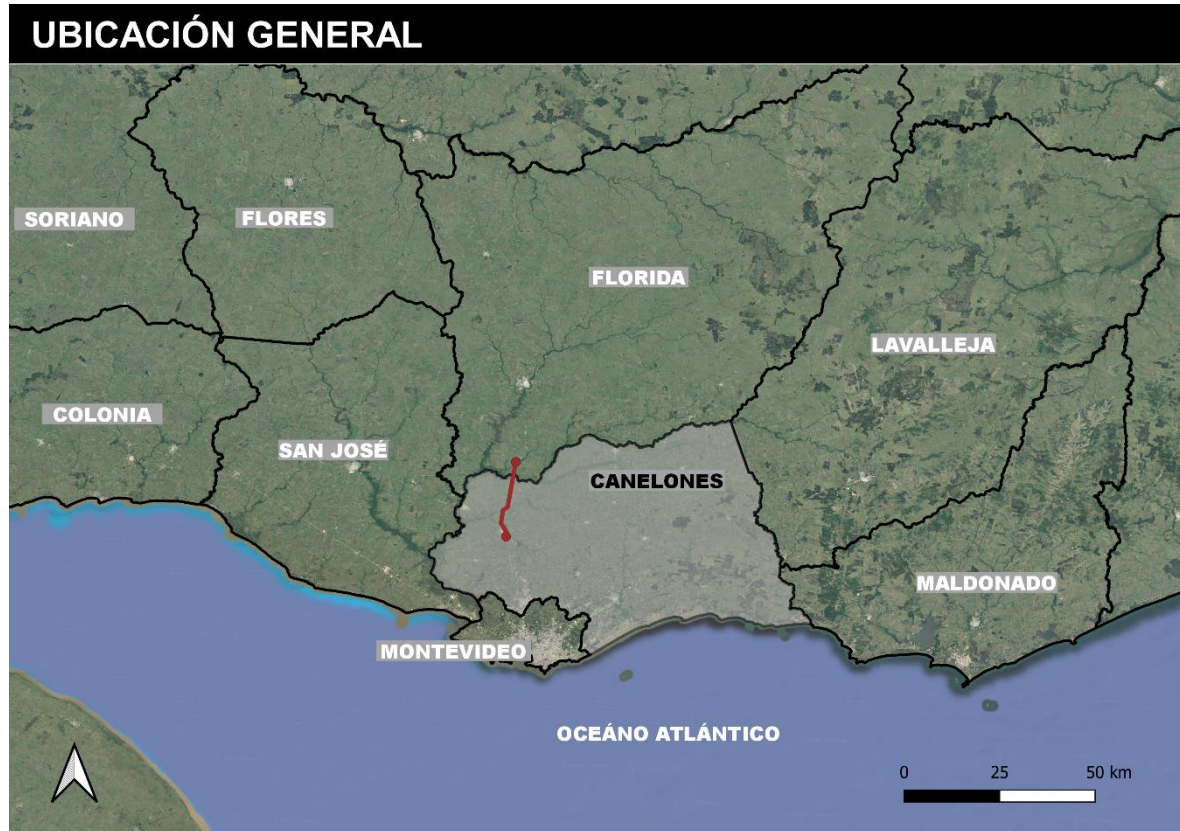 UBICACIÓN GENERAL
SORIANO
FLORES
FLORIDA
LAVALLEJA
COLONIA
SAN JOSÉ
CANELONES
MALDONADO
MONTEVIDEO
OCEÁNO ATLÁNTICO
0 25 50 km